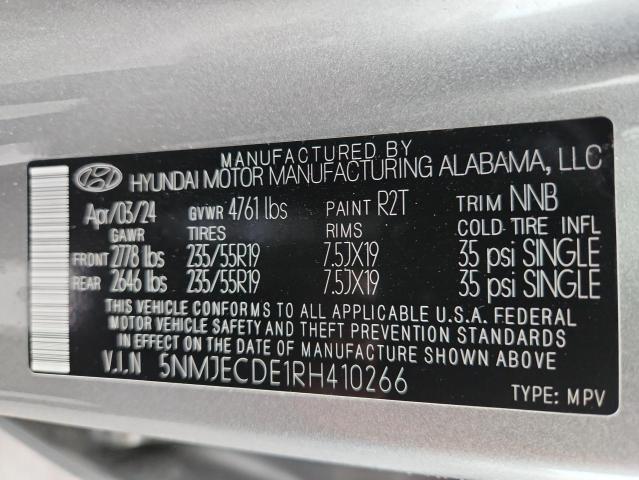 MANUFACTURED BY
HYUNDAI MOTOR MANUFACTURING ALABAMA, LLC
Apr/03/24 GVWR 4761 lbs PAINT R2T TRIM NNB
GAWR TIRES RIMS COLD TIRE INFL
FRONT 2778 lbs 235/55R19 7.5JX19 35 psi SINGLE
REAR 2646 lbs 235/55R19 7.5JX19 35 psi SINGLE
THIS VEHICLE CONFORMS TO ALL APPLICABLE U.S.A. FEDERAL
MOTOR VEHICLE SAFETY AND THEFT PREVENTION STANDARDS
IN EFFECT ON THE DATE OF MANUFACTURE SHOWN ABOVE.
V.I.N 5NMJECDE1RH410266
TYPE: MPV